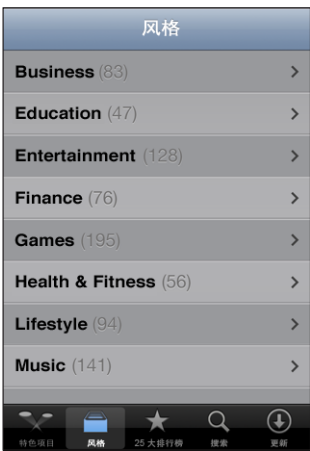 风格
Business (83)
Education (47)
Entertainment (128)
Finance (76)
Games (195)
Health & Fitness (56)
Lifestyle (94)
Music (141)
特色项目 风格 25 大排行榜 搜索 更新